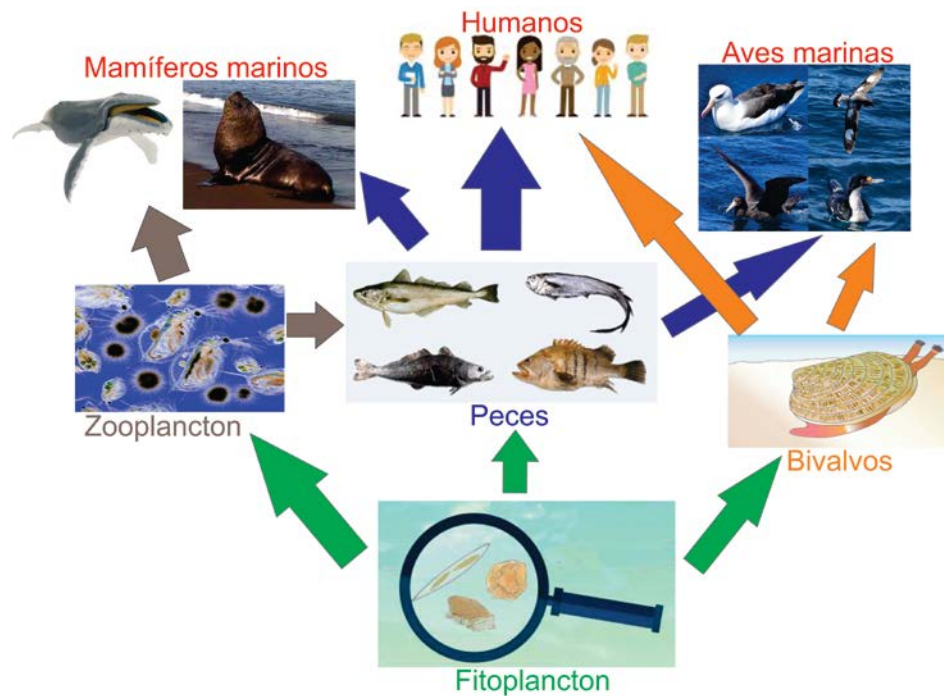 Humanos
Mamíferos marinos
Aves marinas
Zooplancton
Peces
Bivalvos
Fitoplancton